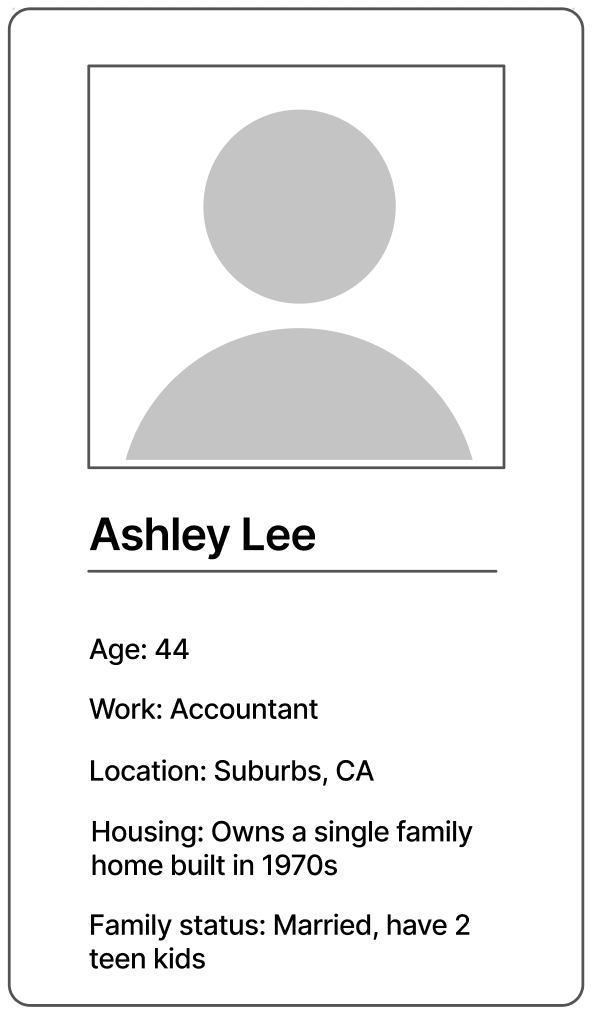 Ashley Lee
Age: 44
Work: Accountant
Location: Suburbs, CA
Housing: Owns a single family
home built in 1970s
Family status: Married, have 2
teen kids